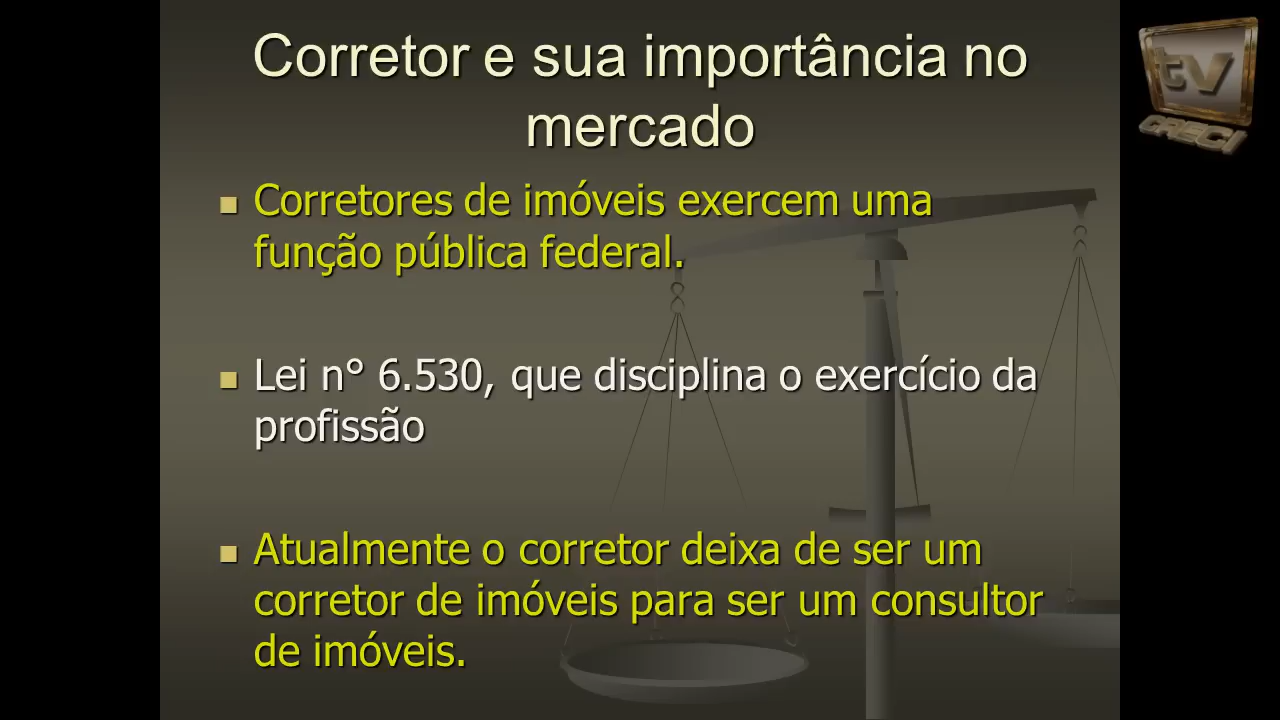 Corretor e sua importância no
mercado
Corretores de imóveis exercem uma
função pública federal.
Lei n° 6.530, que disciplina o exercício da
profissão
Atualmente o corretor deixa de ser um
corretor de imóveis para ser um consultor
de imóveis.
tv
CRECI